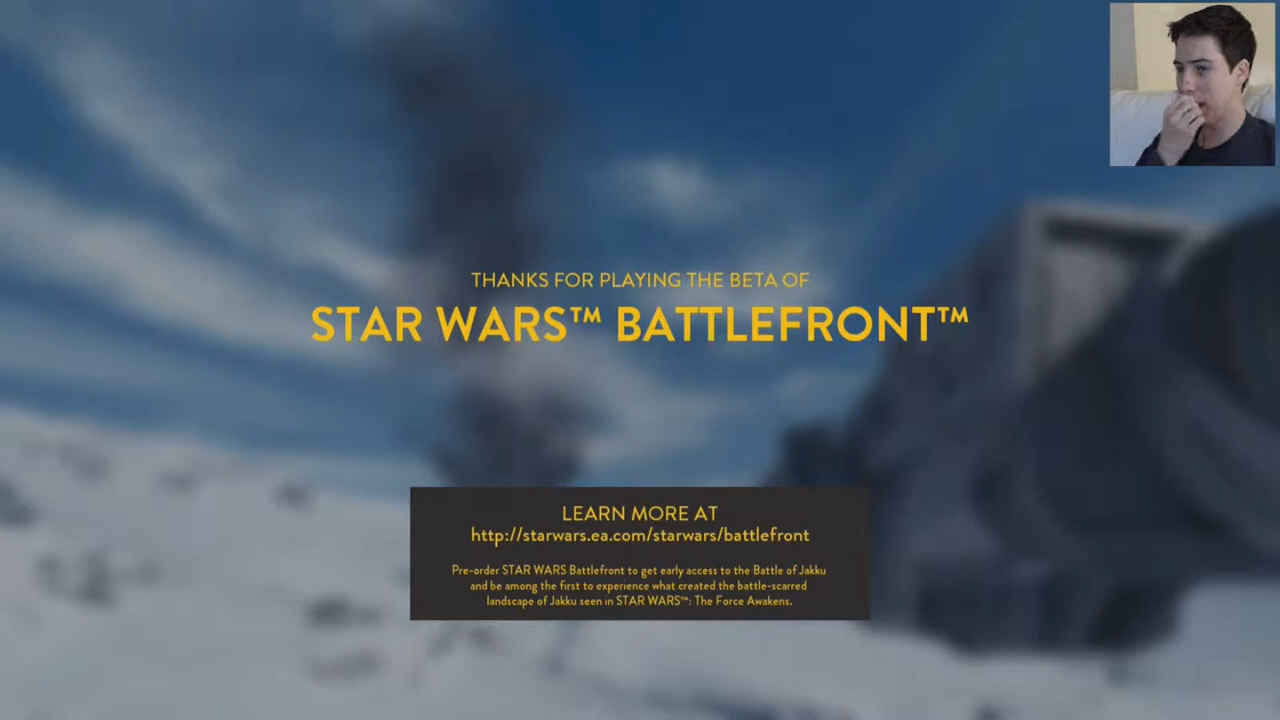 THANKS FOR PLAYING THE BETA OF
STAR WARS™ BATTLEFRONT™
LEARN MORE AT
http://starwars.ea.com/starwars/battlefront
Pre-order STAR WARS Battlefront to get early access to the Battle of Jakku
and be among the first to experience what created the battle-scarred
landscape of Jakku seen in STAR WARS™: The Force Awakens.